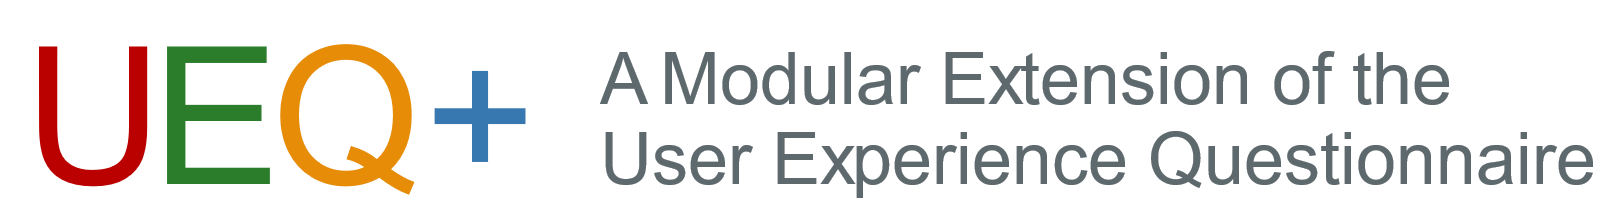 UEQ+
A Modular Extension of the
User Experience Questionnaire